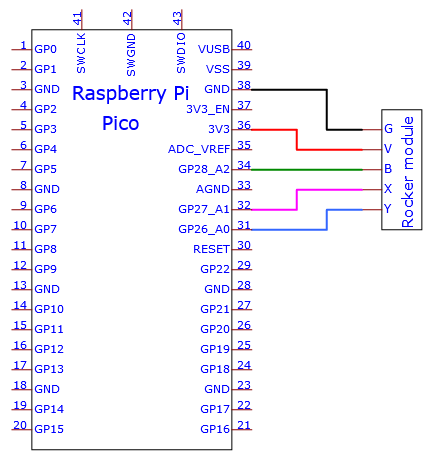 41 42 43
SWCLK SWGND SWDIO
Raspberry Pi
Pico
1 GP0 VUSB 40
2 GP1 VSS 39
3 GND GND 38
4 GP2 3V3_EN 37
5 GP3 3V3 36
6 GP4 ADC_VREF 35
7 GP5 GP28_A2 34
8 GND AGND 33
9 GP6 GP27_A1 32
10 GP7 GP26_A0 31
11 GP8 RESET 30
12 GP9 GP22 29
13 GND GND 28
14 GP10 GP21 27
15 GP11 GP20 26
16 GP12 GP19 25
17 GP13 GP18 24
18 GND GND 23
19 GP14 GP17 22
20 GP15 GP16 21
G
V
B
X
Y
Rocker module